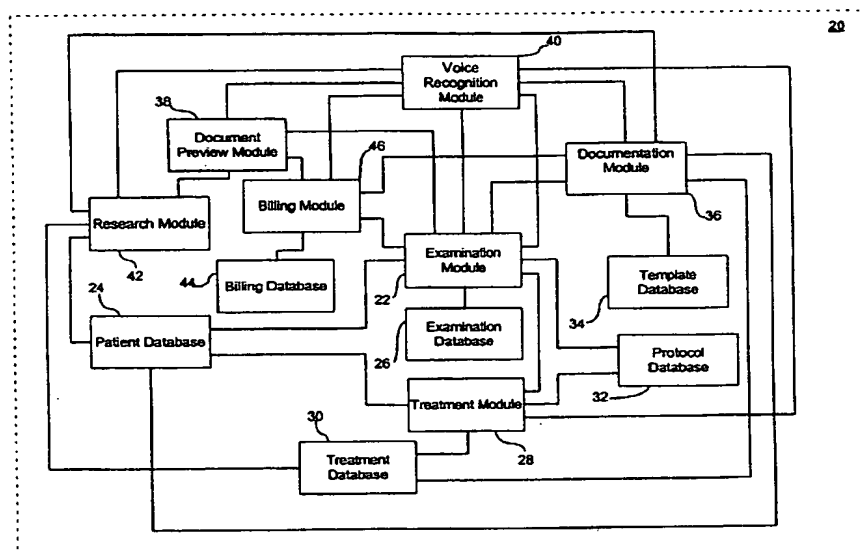 20
40
Voice
Recognition
Module
38
Document
Preview Module
46
Documentation
Module
36
Billing Module
Research Module
42
Examination
Module
22
44
Billing Database
Template
Database
34
24
Patient Database
26
Examination
Database
Protocol
Database
32
Treatment Module
28
30
Treatment
Database